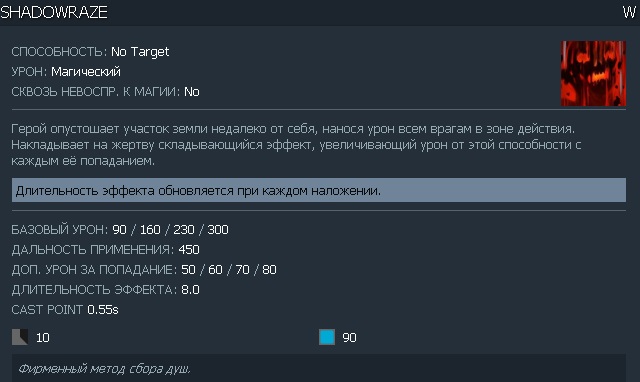 SHADOWRAZE W
СПОСОБНОСТЬ: No Target
УРОН: Магический
СКВОЗЬ НЕВОСПР. К МАГИИ: No
Герой опустошает участок земли недалеко от себя, нанося урон всем врагам в зоне действия.
Накладывает на жертву складывающийся эффект, увеличивающий урон от этой способности с
каждым её попаданием.
Длительность эффекта обновляется при каждом наложении.
БАЗОВЫЙ УРОН: 90 / 160 / 230 / 300
ДАЛЬНОСТЬ ПРИМЕНЕНИЯ: 450
ДОП. УРОН ЗА ПОПАДАНИЕ: 50 / 60 / 70 / 80
ДЛИТЕЛЬНОСТЬ ЭФФЕКТА: 8.0
CAST POINT 0.55s
10 90
Фирменный метод сбора душ.